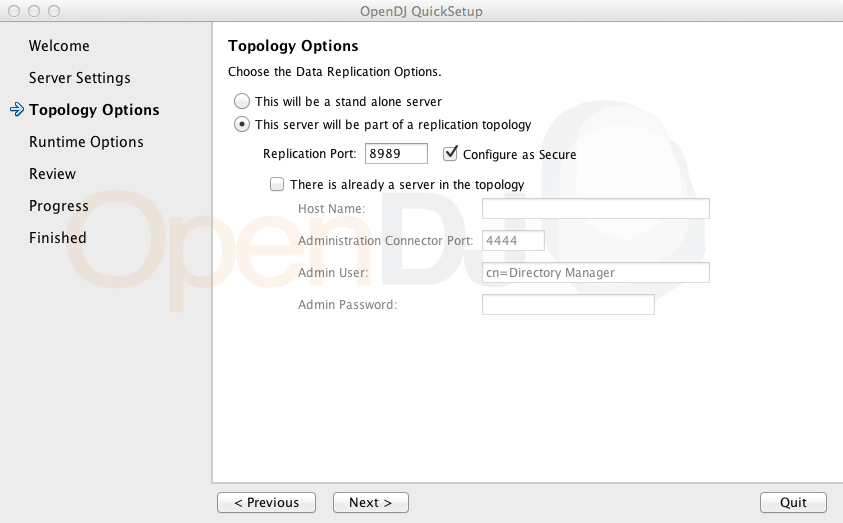 OpenDJ QuickSetup
Welcome
Server Settings
Topology Options
Runtime Options
Review
Progress
Finished
OpenDJ
Topology Options
Choose the Data Replication Options.
This will be a stand alone server
This server will be part of a replication topology
Replication Port: 8989 Configure as Secure
There is already a server in the topology
Host Name:
Administration Connector Port: 4444
Admin User: cn=Directory Manager
Admin Password:
< Previous Next > Quit